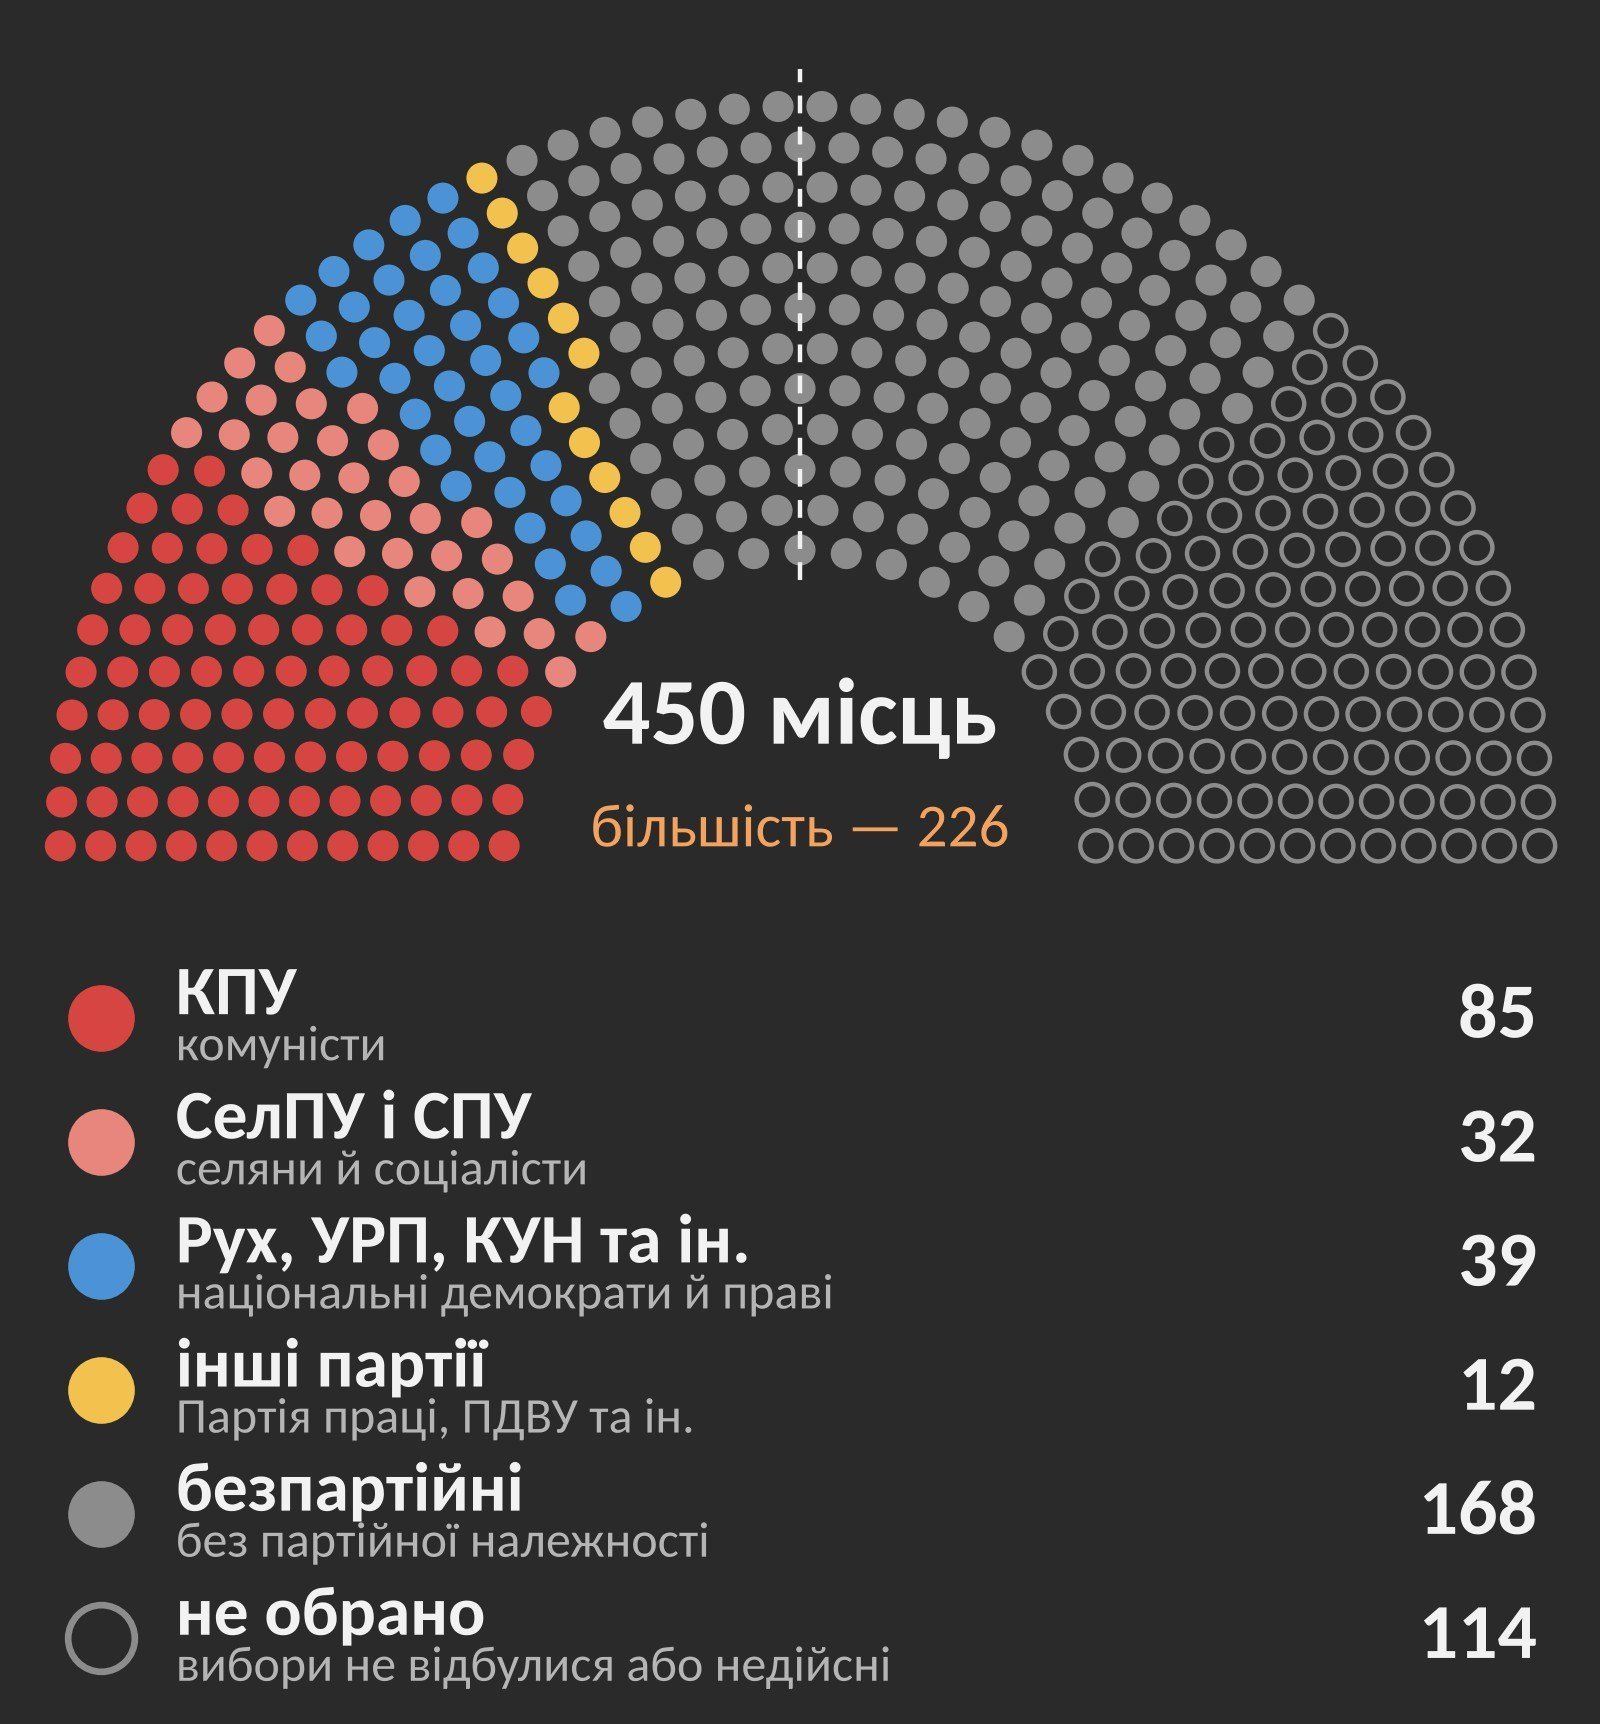 450 місць
більшість — 226
КПУ
85
комуністи
СелПУ і СПУ
32
селяни й соціалісти
Рух, УРП, КУН та ін.
39
національні демократи й праві
інші партії
12
Партія праці, ПДВУ та ін.
безпартійні
168
без партійної належності
не обрано
114
вибори не відбулися або недійсні